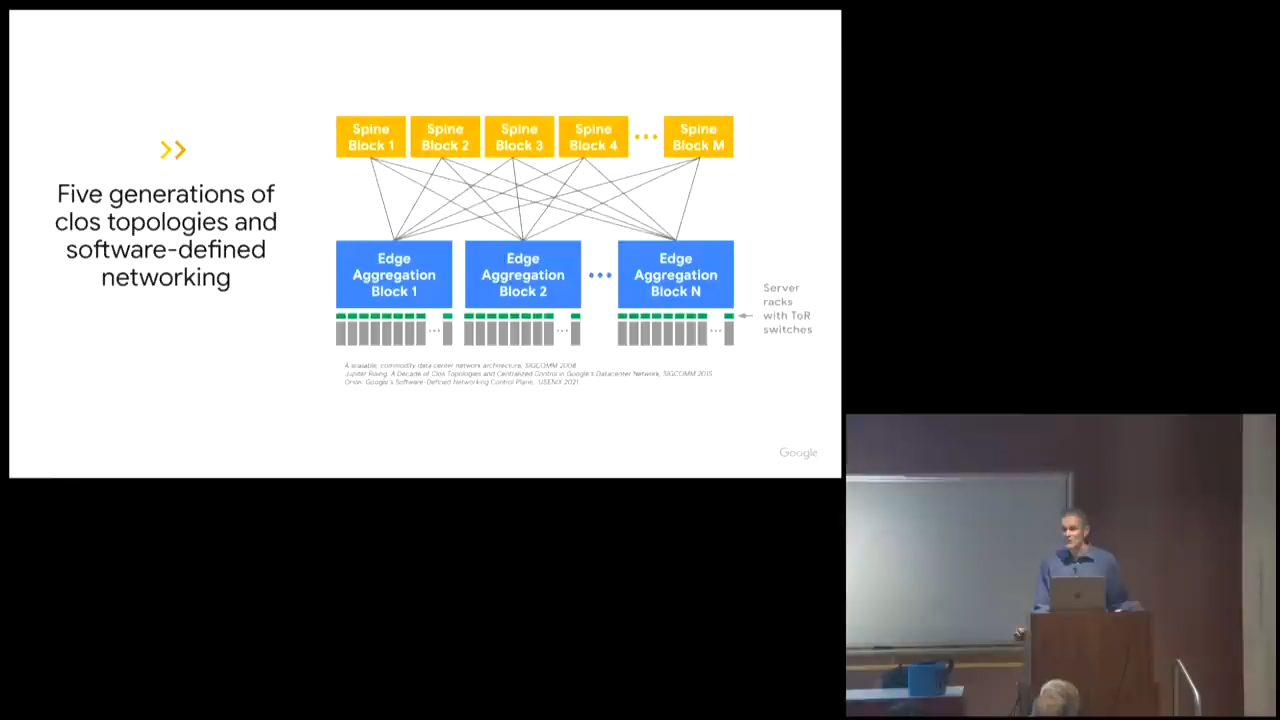 Five generations of
clos topologies and
software-defined
networking
Spine
Block 1
Spine
Block 2
Spine
Block 3
Spine
Block 4
Spine
Block M
Edge
Aggregation
Block 1
Edge
Aggregation
Block 2
Edge
Aggregation
Block N
Server
racks
with ToR
switches
A scalable, commodity data center network architecture, SIGCOMM 2008
Jupiter Rising: A Decade of Clos Topologies and Centralized Control in Google's Datacenter Network, SIGCOMM 2015
Orion: Google's Software-Defined Networking Control Plane, USENIX 2021
Google